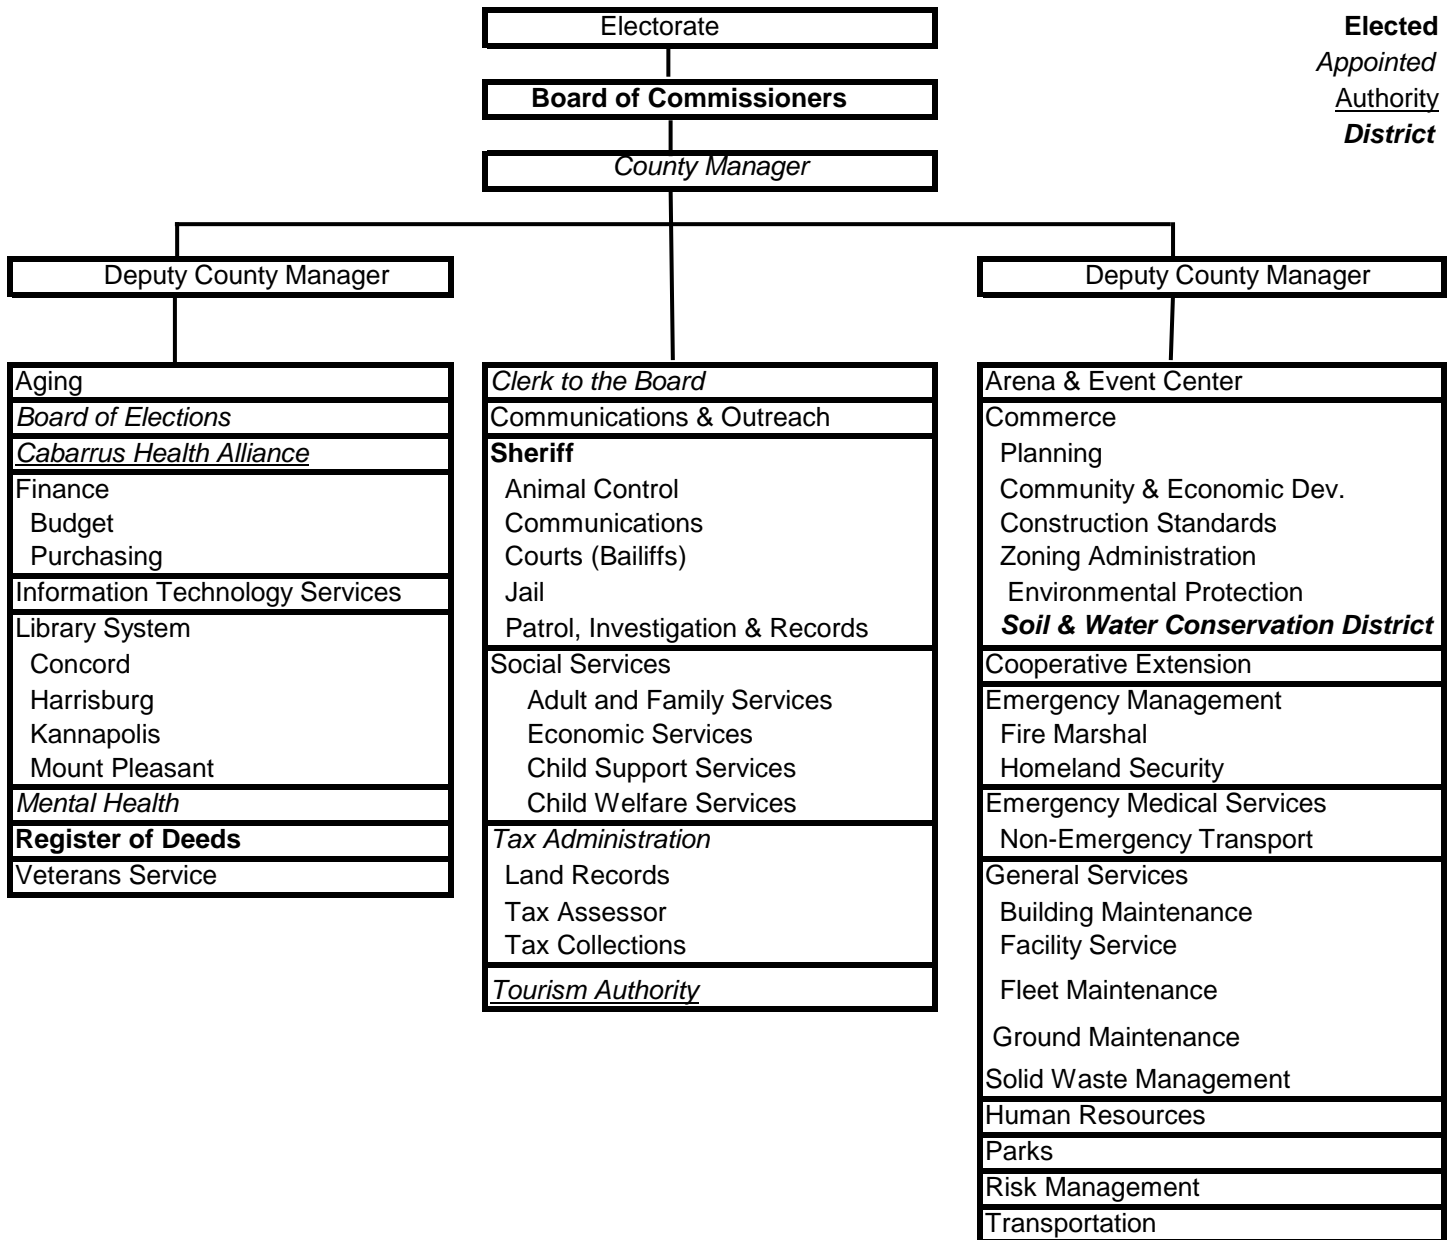 Electorate
Board of Commissioners
County Manager
Elected
Appointed
Authority
District
Deputy County Manager
Deputy County Manager
Aging
Board of Elections
Cabarrus Health Alliance
Finance
Budget
Purchasing
Information Technology Services
Library System
Concord
Harrisburg
Kannapolis
Mount Pleasant
Mental Health
Register of Deeds
Veterans Service
Clerk to the Board
Communications & Outreach
Sheriff
Animal Control
Communications
Courts (Bailiffs)
Jail
Patrol, Investigation & Records
Social Services
Adult and Family Services
Economic Services
Child Support Services
Child Welfare Services
Tax Administration
Land Records
Tax Assessor
Tax Collections
Tourism Authority
Arena & Event Center
Commerce
Planning
Community & Economic Dev.
Construction Standards
Zoning Administration
Environmental Protection
Soil & Water Conservation District
Cooperative Extension
Emergency Management
Fire Marshal
Homeland Security
Emergency Medical Services
Non-Emergency Transport
General Services
Building Maintenance
Facility Service
Fleet Maintenance
Ground Maintenance
Solid Waste Management
Human Resources
Parks
Risk Management
Transportation